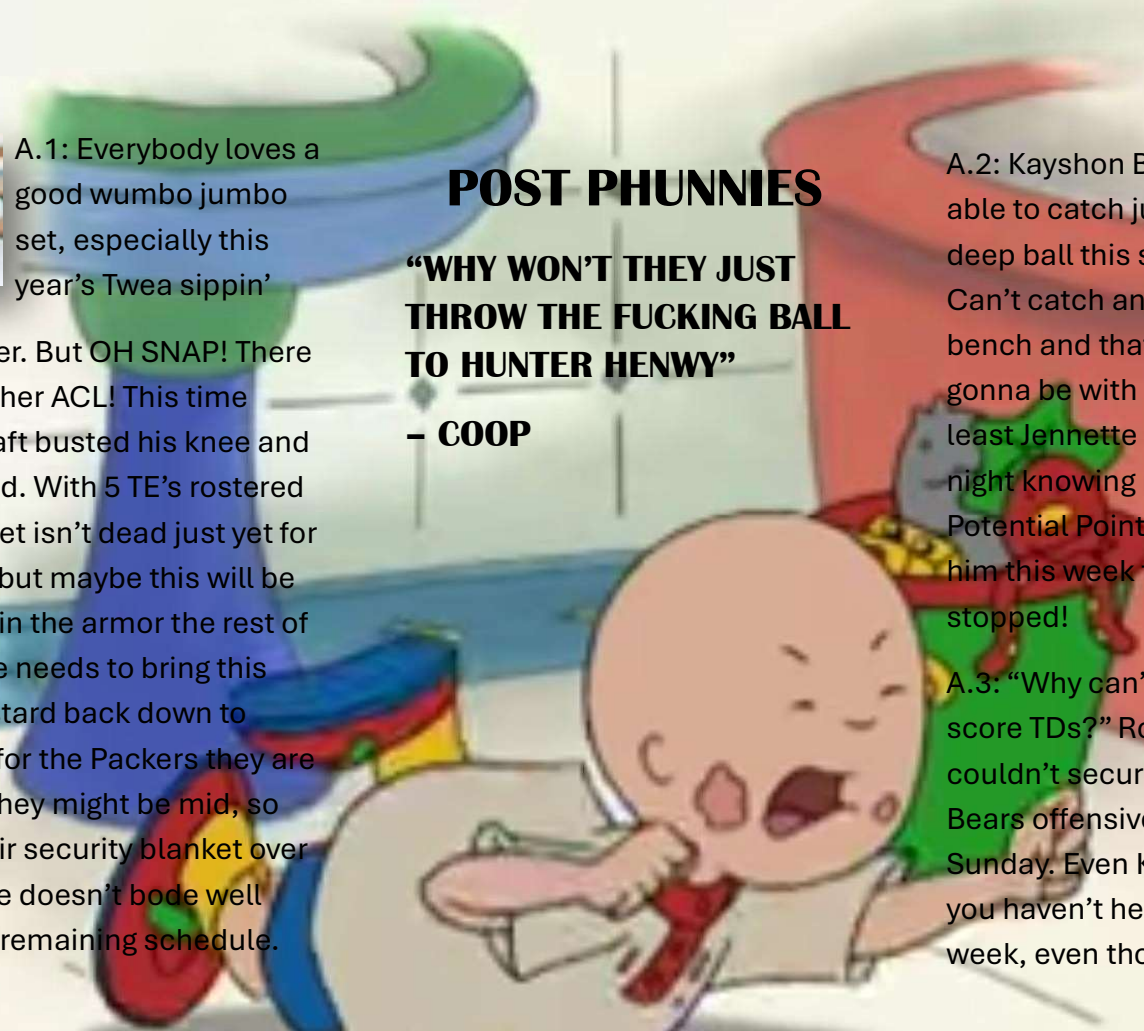 A.1: Everybody loves a
good wumbo jumbo
set, especially this
year's Twea sippin'
er. But OH SNAP! There
her ACL! This time
aft busted his knee and
d. With 5 TE's rostered
et isn't dead just yet for
but maybe this will be
in the armor the rest of
e needs to bring this
tard back down to
for the Packers they are
hey might be mid, so
ir security blanket over
e doesn't bode well
remaining schedule.
POST PHUNNIES
“WHY WON'T THEY JUST
THROW THE FUCKING BALL
TO HUNTER HENWY”
– COOP
A.2: Kayshon B
able to catch ju
deep ball this s
Can't catch an
bench and that
gonna be with
least Jennette
night knowing
Potential Point
him this week
stopped!
A.3: “Why can't
score TDs?” Ro
couldn't secur
Bears offensive
Sunday. Even K
you haven't he
week, even tho